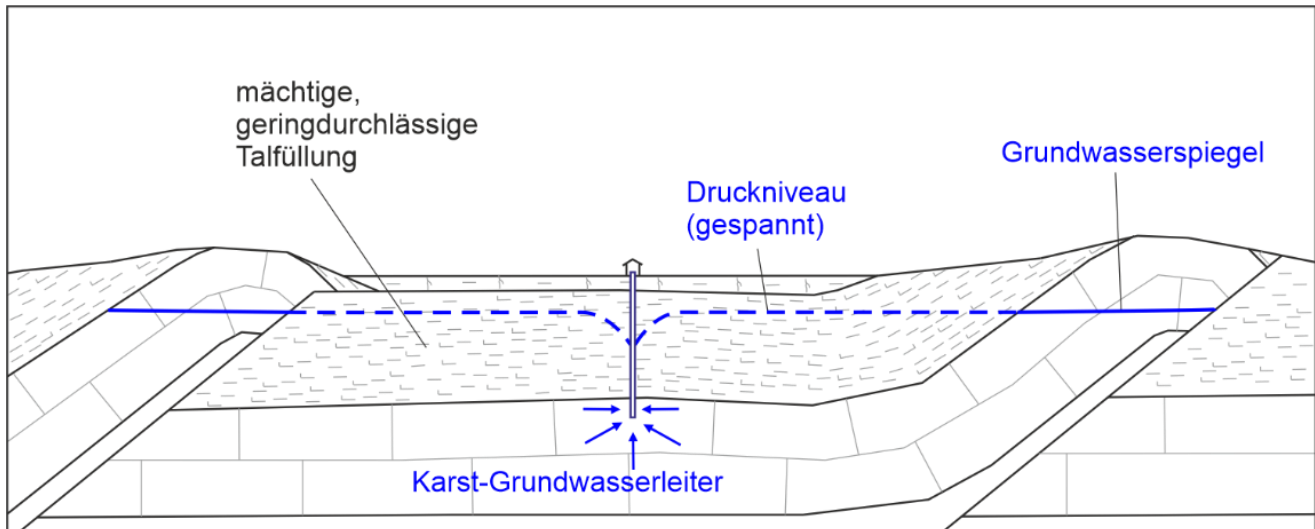 mächtige,
geringdurchlässige
Talfüllung
Druckniveau
(gespannt)
Grundwasserspiegel
Karst-Grundwasserleiter